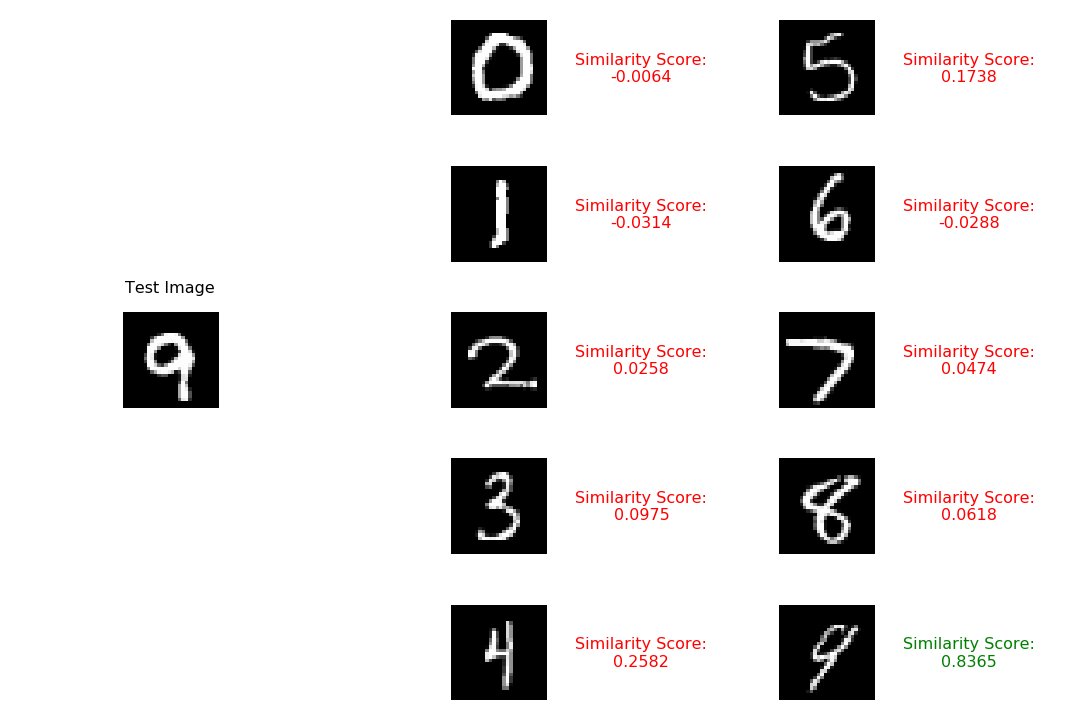 0
Similarity Score:
-0.0064
5
Similarity Score:
0.1738
1
Similarity Score:
-0.0314
6
Similarity Score:
-0.0288
Test Image
9
2
Similarity Score:
0.0258
7
Similarity Score:
0.0474
3
Similarity Score:
0.0975
8
Similarity Score:
0.0618
4
Similarity Score:
0.2582
9
Similarity Score:
0.8365